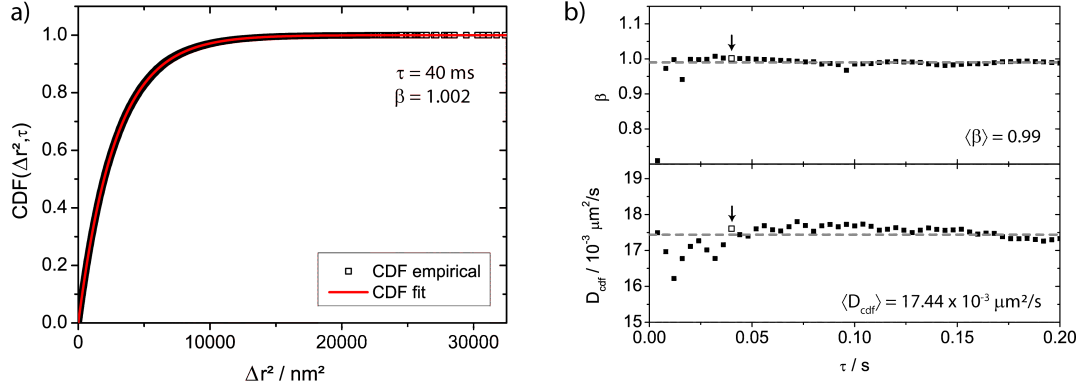 a)
1.0
0.8
0.6
0.4
0.2
0.0
CDF(Δr²,τ)
τ = 40 ms
β = 1.002
CDF empirical
CDF fit
0 10000 20000 30000
Δr² / nm²
b)
1.1
1.0
0.9
0.8
β
⟨β⟩ = 0.99
19
18
17
16
15
D_cdf / 10⁻³ μm²/s
⟨D_cdf⟩ = 17.44 x 10⁻³ μm²/s
0.00 0.05 0.10 0.15 0.20
τ / s